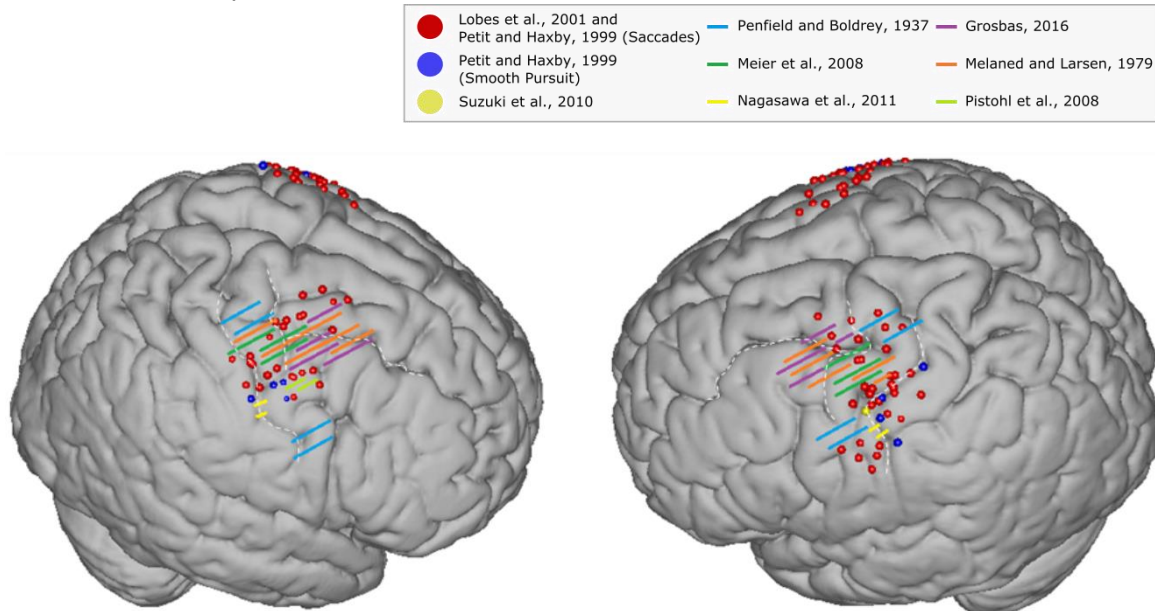 Lobes et al., 2001 and
Petit and Haxby, 1999 (Saccades)
Petit and Haxby, 1999
(Smooth Pursuit)
Suzuki et al., 2010
Penfield and Boldrey, 1937
Meier et al., 2008
Nagasawa et al., 2011
Grosbas, 2016
Melaned and Larsen, 1979
Pistohl et al., 2008